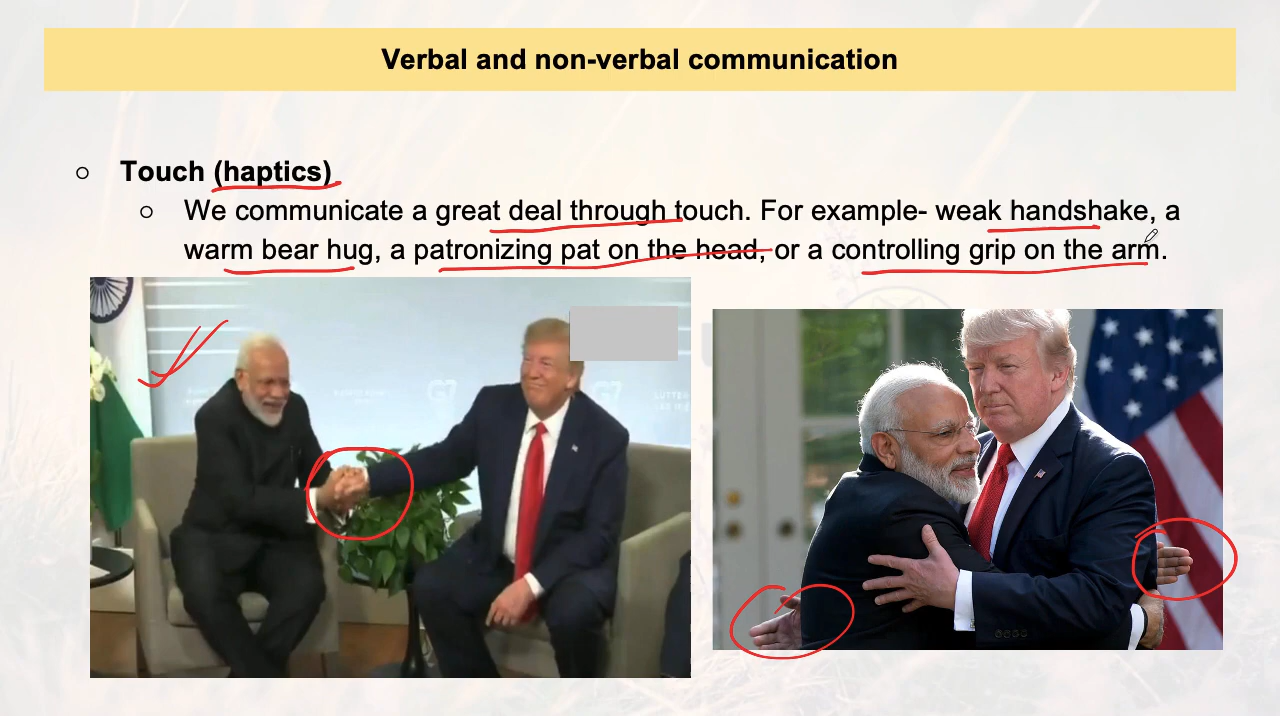 Verbal and non-verbal communication
○ Touch (haptics)
○ We communicate a great deal through touch. For example- weak handshake, a
warm bear hug, a patronizing pat on the head, or a controlling grip on the arm.
G7